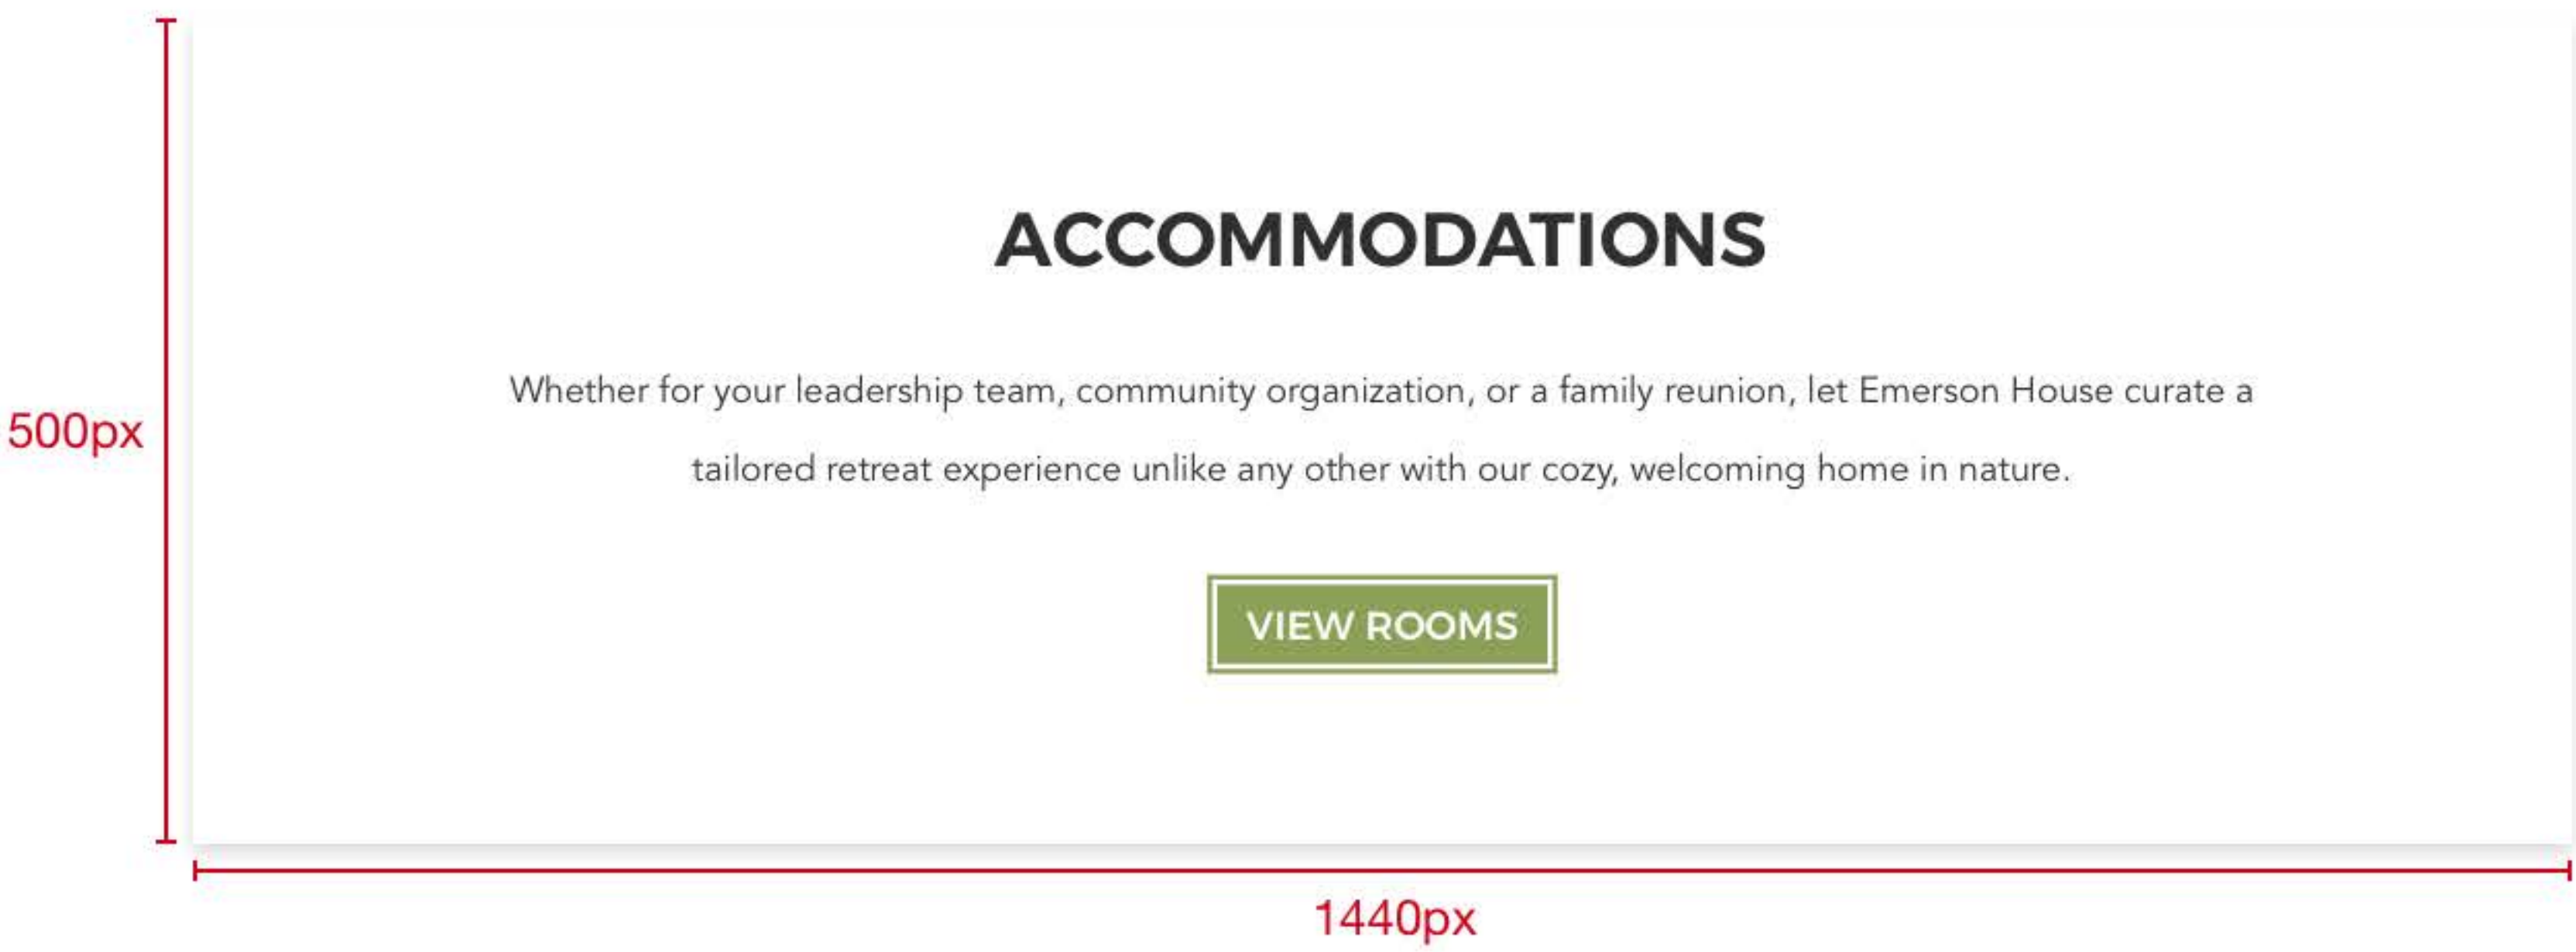 ACCOMMODATIONS
Whether for your leadership team, community organization, or a family reunion, let Emerson House curate a
500px
tailored retreat experience unlike any other with our cozy, welcoming home in nature.
VIEW ROOMS
1440px